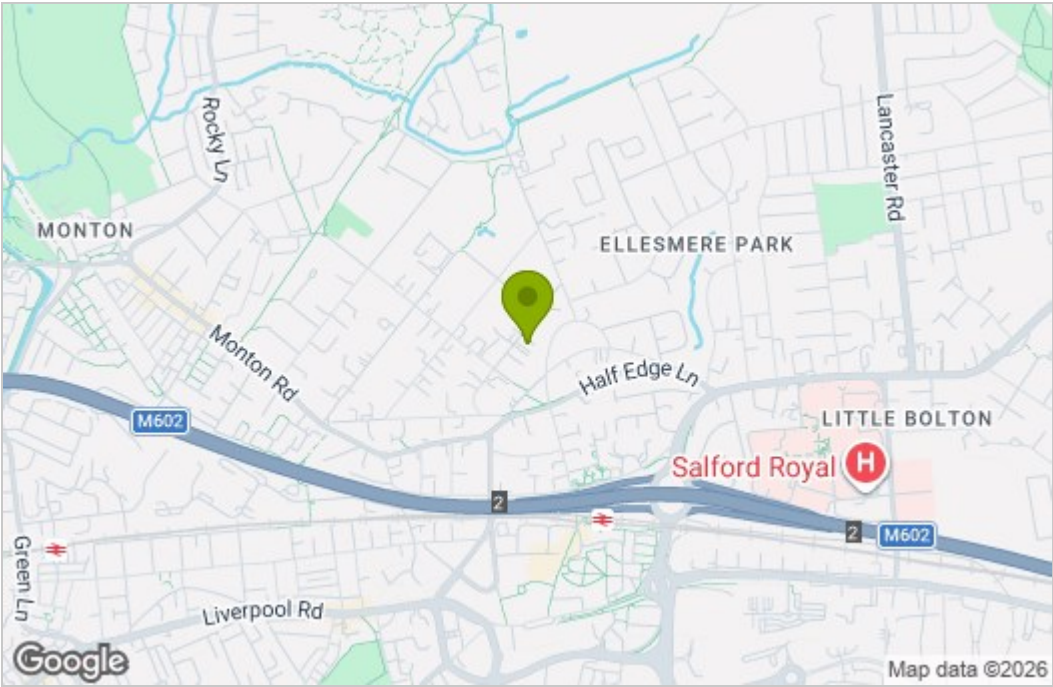 Rocky Ln
Lancaster Rd
MONTON
ELLESMERE PARK
Monton Rd
Half Edge Ln
M602
LITTLE BOLTON
Salford Royal
H
2
2
M602
Green Ln
Liverpool Rd
Google
Map data ©2026